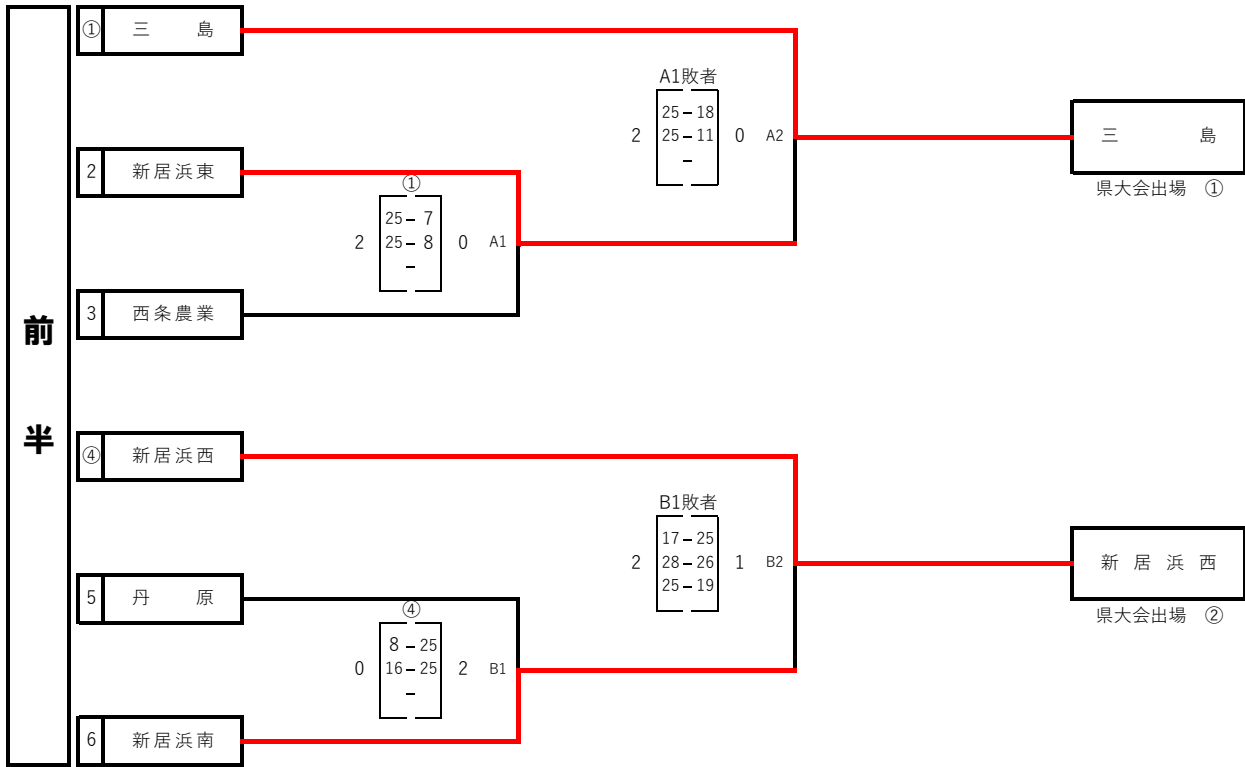 前半
① 三島
A1敗者
25 – 18
2 25 – 11 0 A2
–
三島
県大会出場 ①
2 新居浜東
①
25 – 7
2 25 – 8 0 A1
–
3 西条農業
④ 新居浜西
B1敗者
17 – 25
2 28 – 26 1 B2
25 – 19
新居浜西
県大会出場 ②
5 丹原
④
8 – 25
0 16 – 25 2 B1
–
6 新居浜南